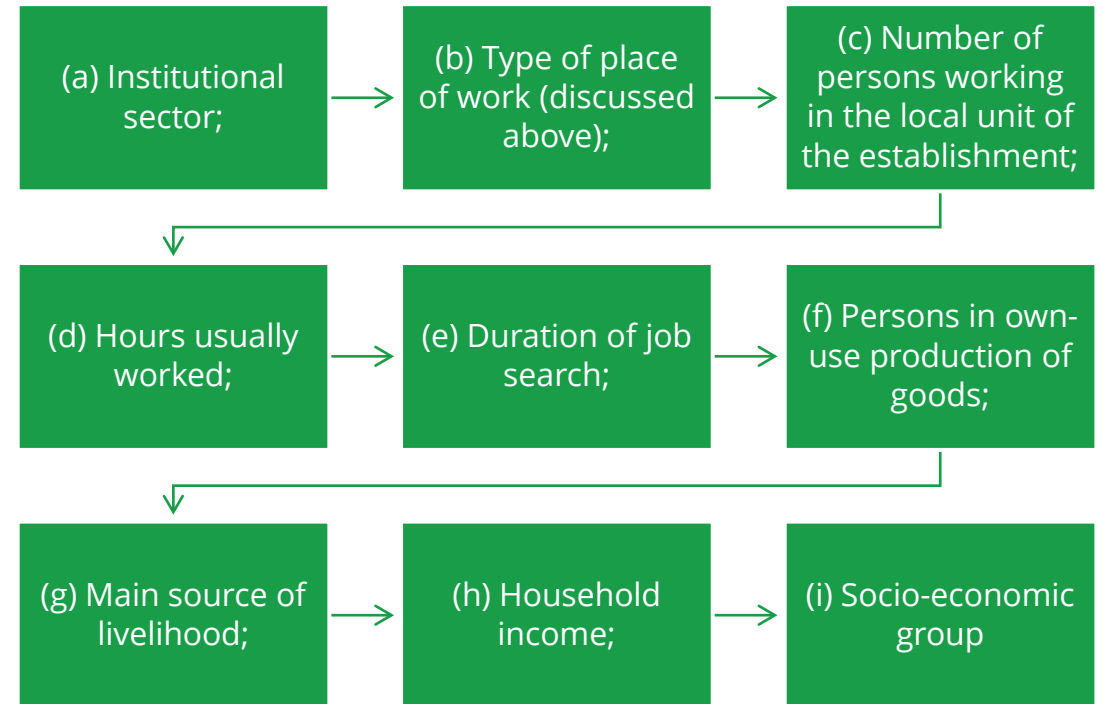 (a) Institutional
sector;
(b) Type of place
of work (discussed
above);
(c) Number of
persons working
in the local unit of
the establishment;
(d) Hours usually
worked;
(e) Duration of job
search;
(f) Persons in own-
use production of
goods;
(g) Main source of
livelihood;
(h) Household
income;
(i) Socio-economic
group